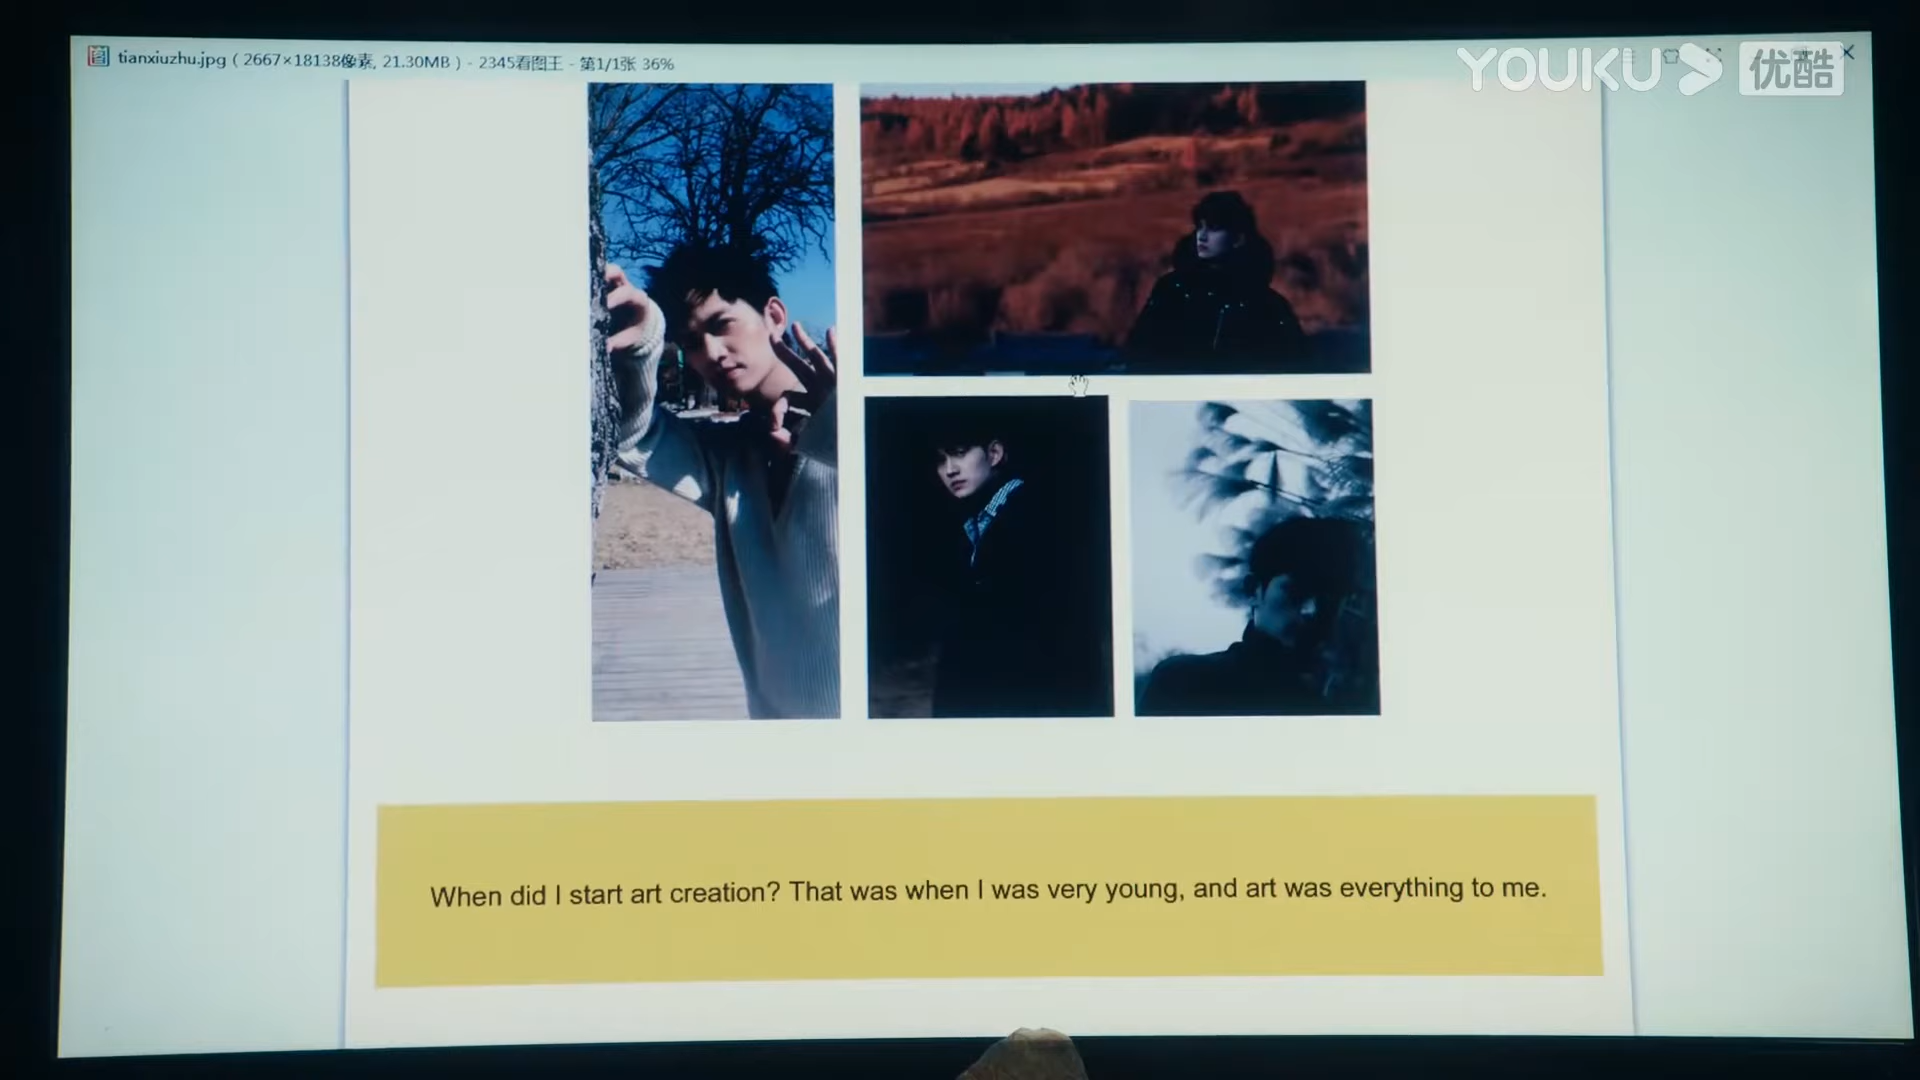 tianxiuzhu.jpg ( 2667×18138像素, 21.30MB ) - 2345看图王 - 第1/1张 36%
YOUKU 优酷
When did I start art creation? That was when I was very young, and art was everything to me.